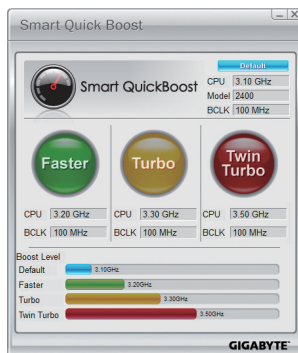 Smart Quick Boost
Default
Smart QuickBoost
CPU 3.10 GHz
Model 2400
BCLK 100 MHz
Faster
Turbo
Twin
Turbo
CPU 3.20 GHz
CPU 3.30 GHz
CPU 3.50 GHz
BCLK 100 MHz
BCLK 100 MHz
BCLK 100 MHz
Boost Level
Default 3.10GHz
Faster 3.20GHz
Turbo 3.30GHz
Twin Turbo 3.50GHz
GIGABYTE™